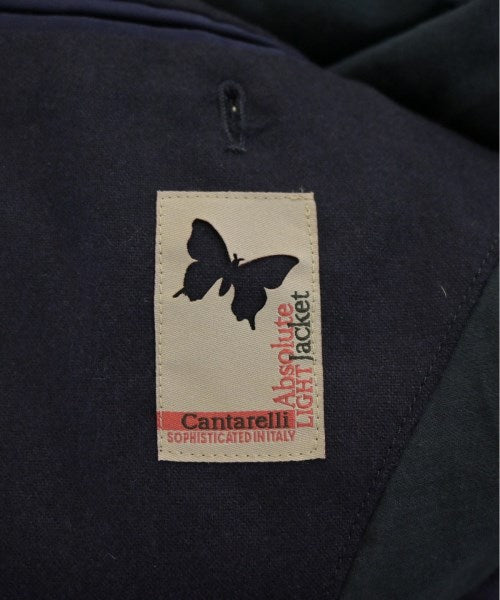 Absolute
LIGHT Jacket
Cantarelli
SOPHISTICATED IN ITALY